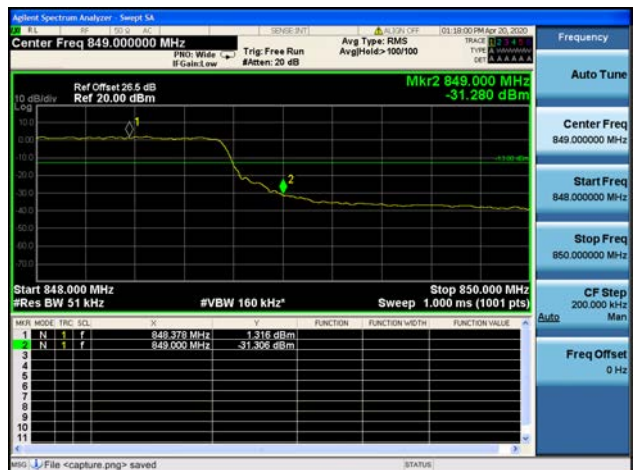 Agilent Spectrum Analyzer - Swept SA
RL RF 50 Ω AC SENSE:INT ALIGN OFF 01:18:00 PM Apr 20, 2020
Center Freq 849.000000 MHz
PNO: Wide
IFGain:Low
Trig: Free Run
#Atten: 20 dB
Avg Type: RMS
Avg|Hold:>100/100
TRACE 1 2 3 4 5 6
TYPE
DET A A A A A A
Ref Offset 26.5 dB
Ref 20.00 dBm
10 dB/div
Log
Mkr2 849.000 MHz
-31.280 dBm
10.0
0.00
-10.0
-20.0
-30.0
-40.0
-50.0
-60.0
-70.0
1
2
-13.00 dBm
Start 848.000 MHz
#Res BW 51 kHz
#VBW 160 kHz*
Stop 850.000 MHz
Sweep 1.000 ms (1001 pts)
MKR MODE TRC SCL X Y FUNCTION FUNCTION WIDTH FUNCTION VALUE
1 N 1 f 848.378 MHz 1.316 dBm
2 N 1 f 849.000 MHz -31.306 dBm
3
4
5
6
7
8
9
10
11
MSG File <capture.png> saved STATUS
Frequency
Auto Tune
Center Freq
849.000000 MHz
Start Freq
848.000000 MHz
Stop Freq
850.000000 MHz
CF Step
200.000 kHz
Auto Man
Freq Offset
0 Hz